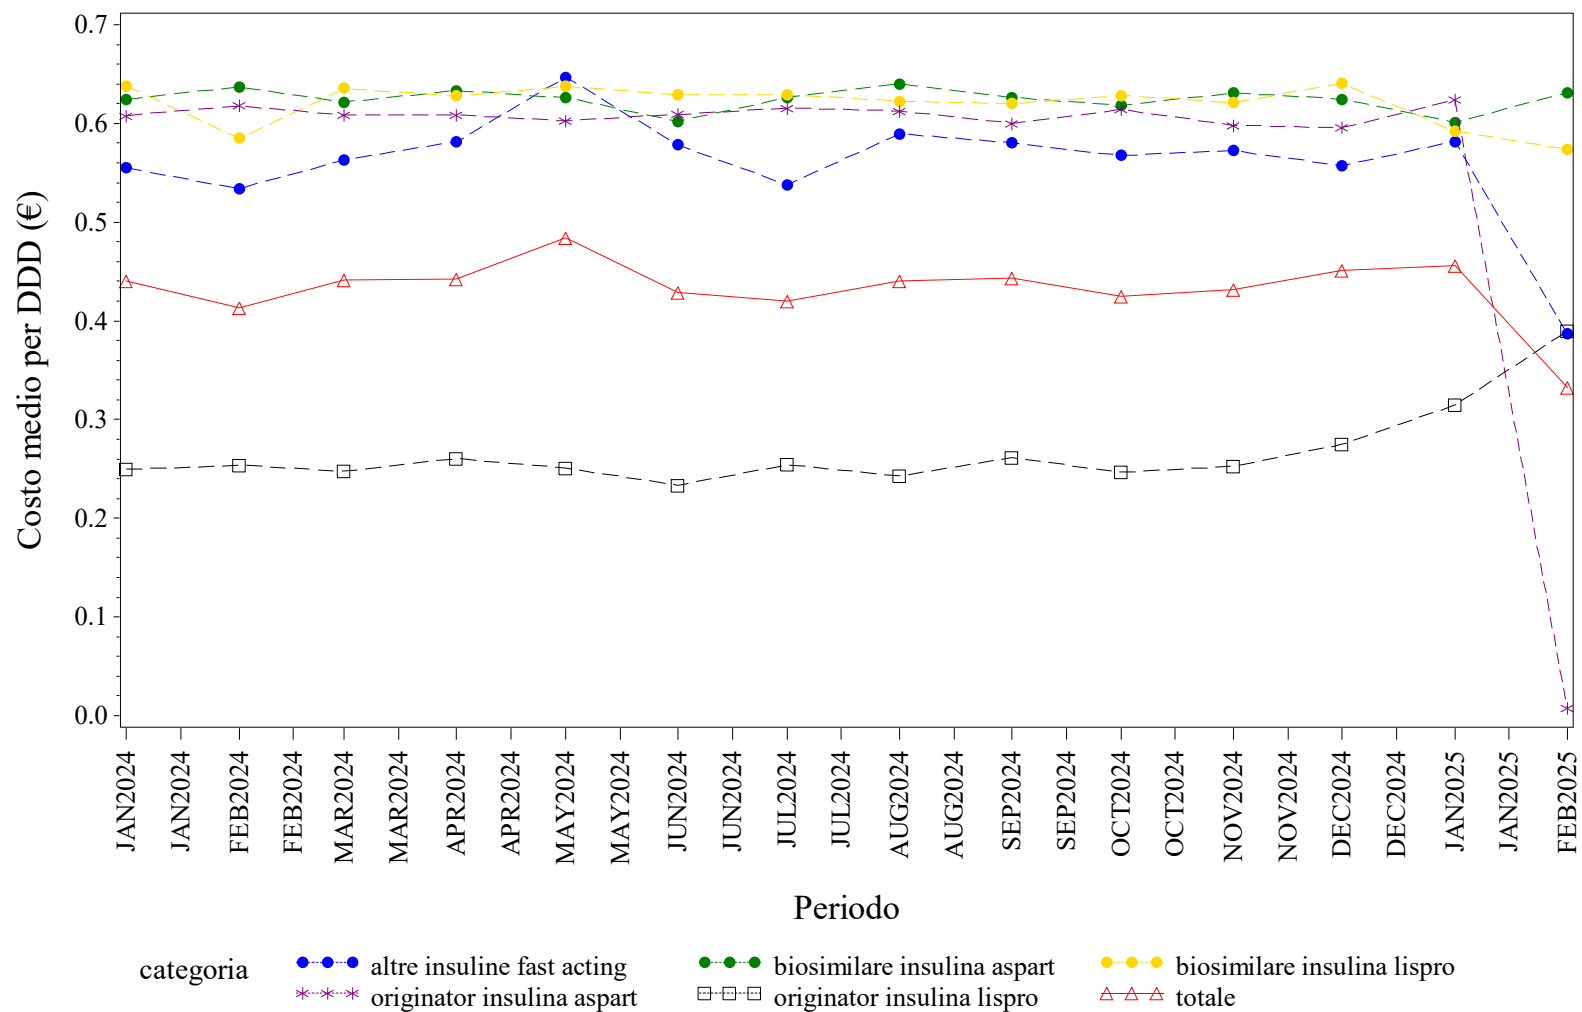 0.7
0.6
0.5
0.4
0.3
0.2
0.1
0.0
Costo medio per DDD (€)
JAN2024
JAN2024
FEB2024
FEB2024
MAR2024
MAR2024
APR2024
APR2024
MAY2024
MAY2024
JUN2024
JUN2024
JUL2024
JUL2024
AUG2024
AUG2024
SEP2024
SEP2024
OCT2024
OCT2024
NOV2024
NOV2024
DEC2024
DEC2024
JAN2025
JAN2025
FEB2025
Periodo
categoria
altre insuline fast acting
biosimilare insulina aspart
biosimilare insulina lispro
originator insulina aspart
originator insulina lispro
totale